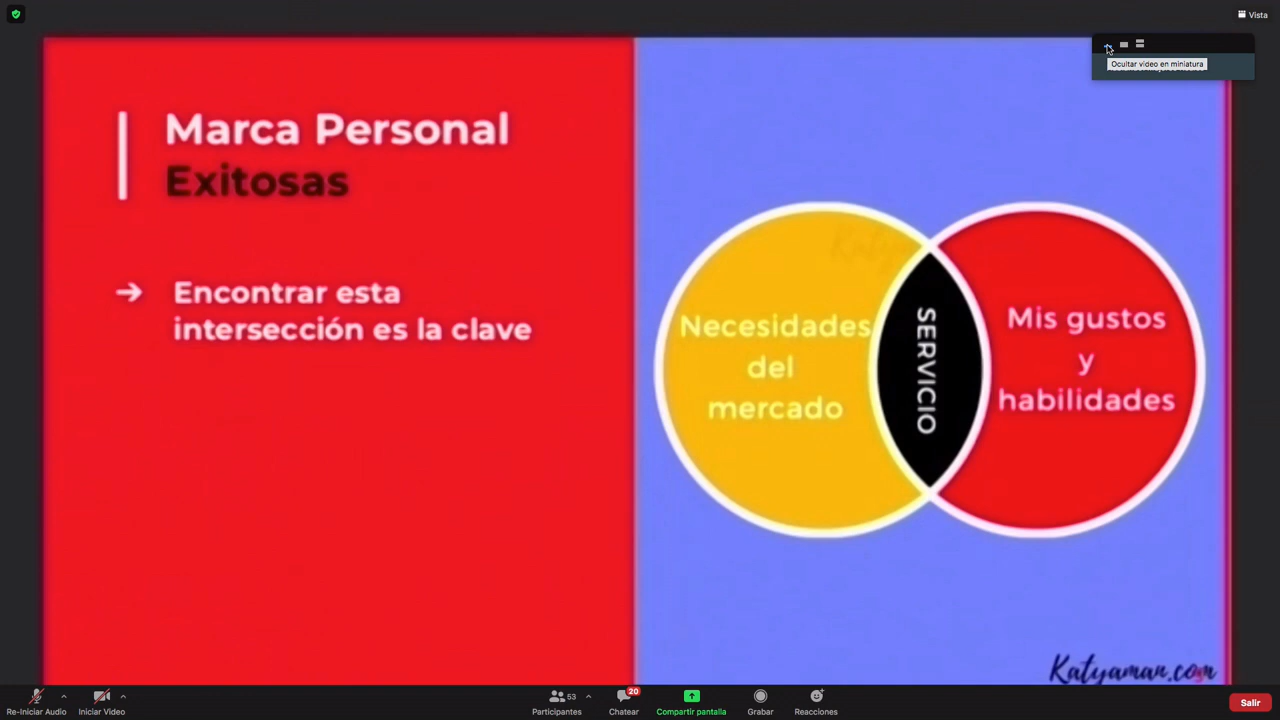 Vista
Ocultar video en miniatura
Marca Personal
Exitosas
→ Encontrar esta
intersección es la clave
Necesidades
del
mercado
SERVICIO
Mis gustos
y
habilidades
Katyaman.com
Re-Iniciar Audio
Iniciar Video
53
Participantes
20
Chatear
Compartir pantalla
Grabar
Reacciones
Salir